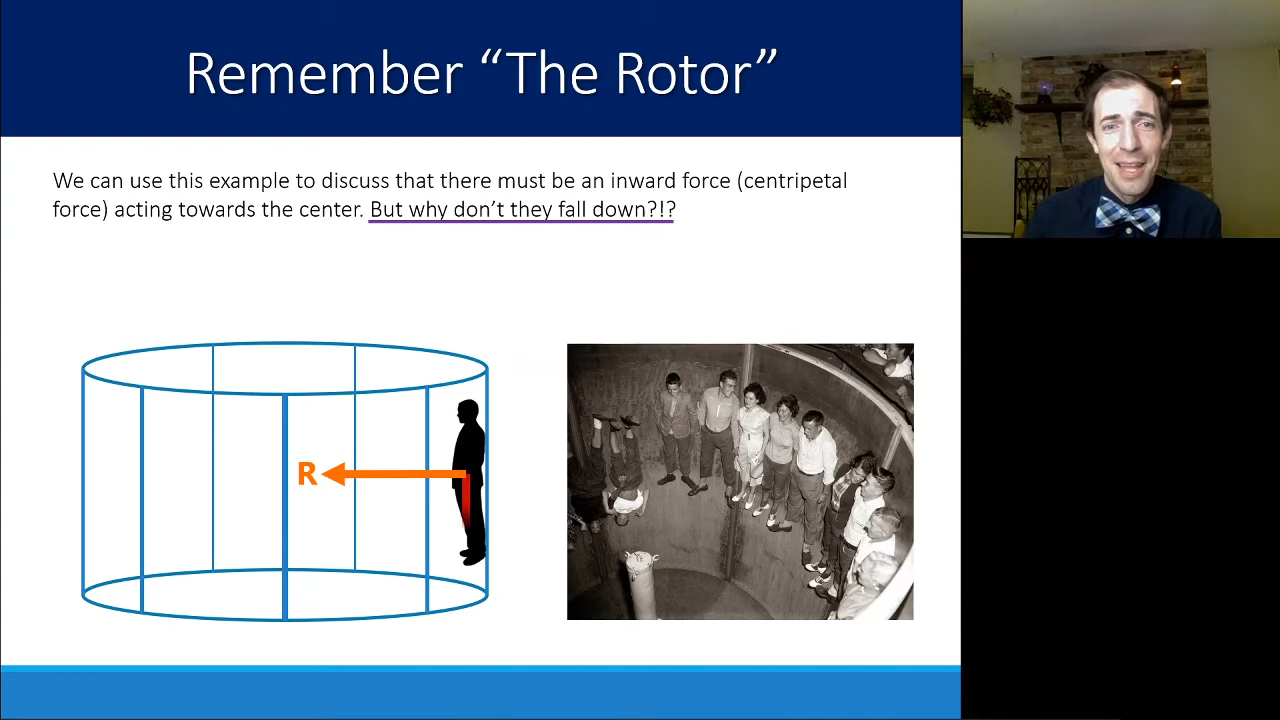 Remember “The Rotor”
We can use this example to discuss that there must be an inward force (centripetal
force) acting towards the center. But why don’t they fall down?!?
R